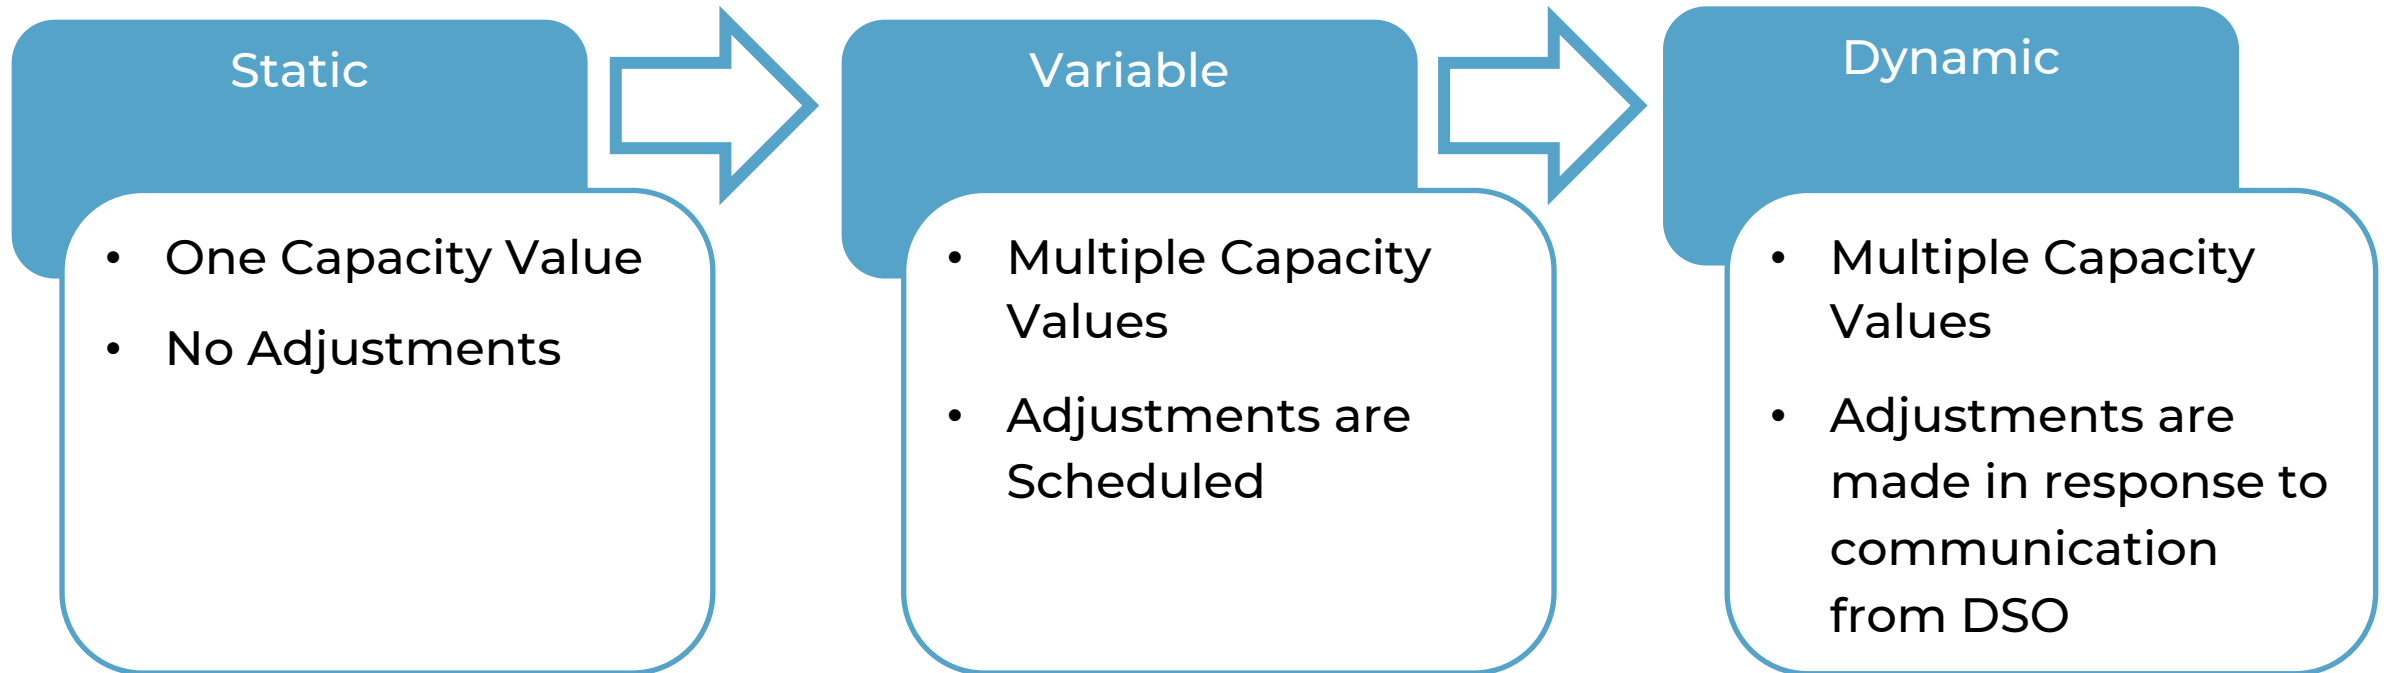 Static
• One Capacity Value
• No Adjustments
Variable
• Multiple Capacity
Values
• Adjustments are
Scheduled
Dynamic
• Multiple Capacity
Values
• Adjustments are
made in response to
communication
from DSO